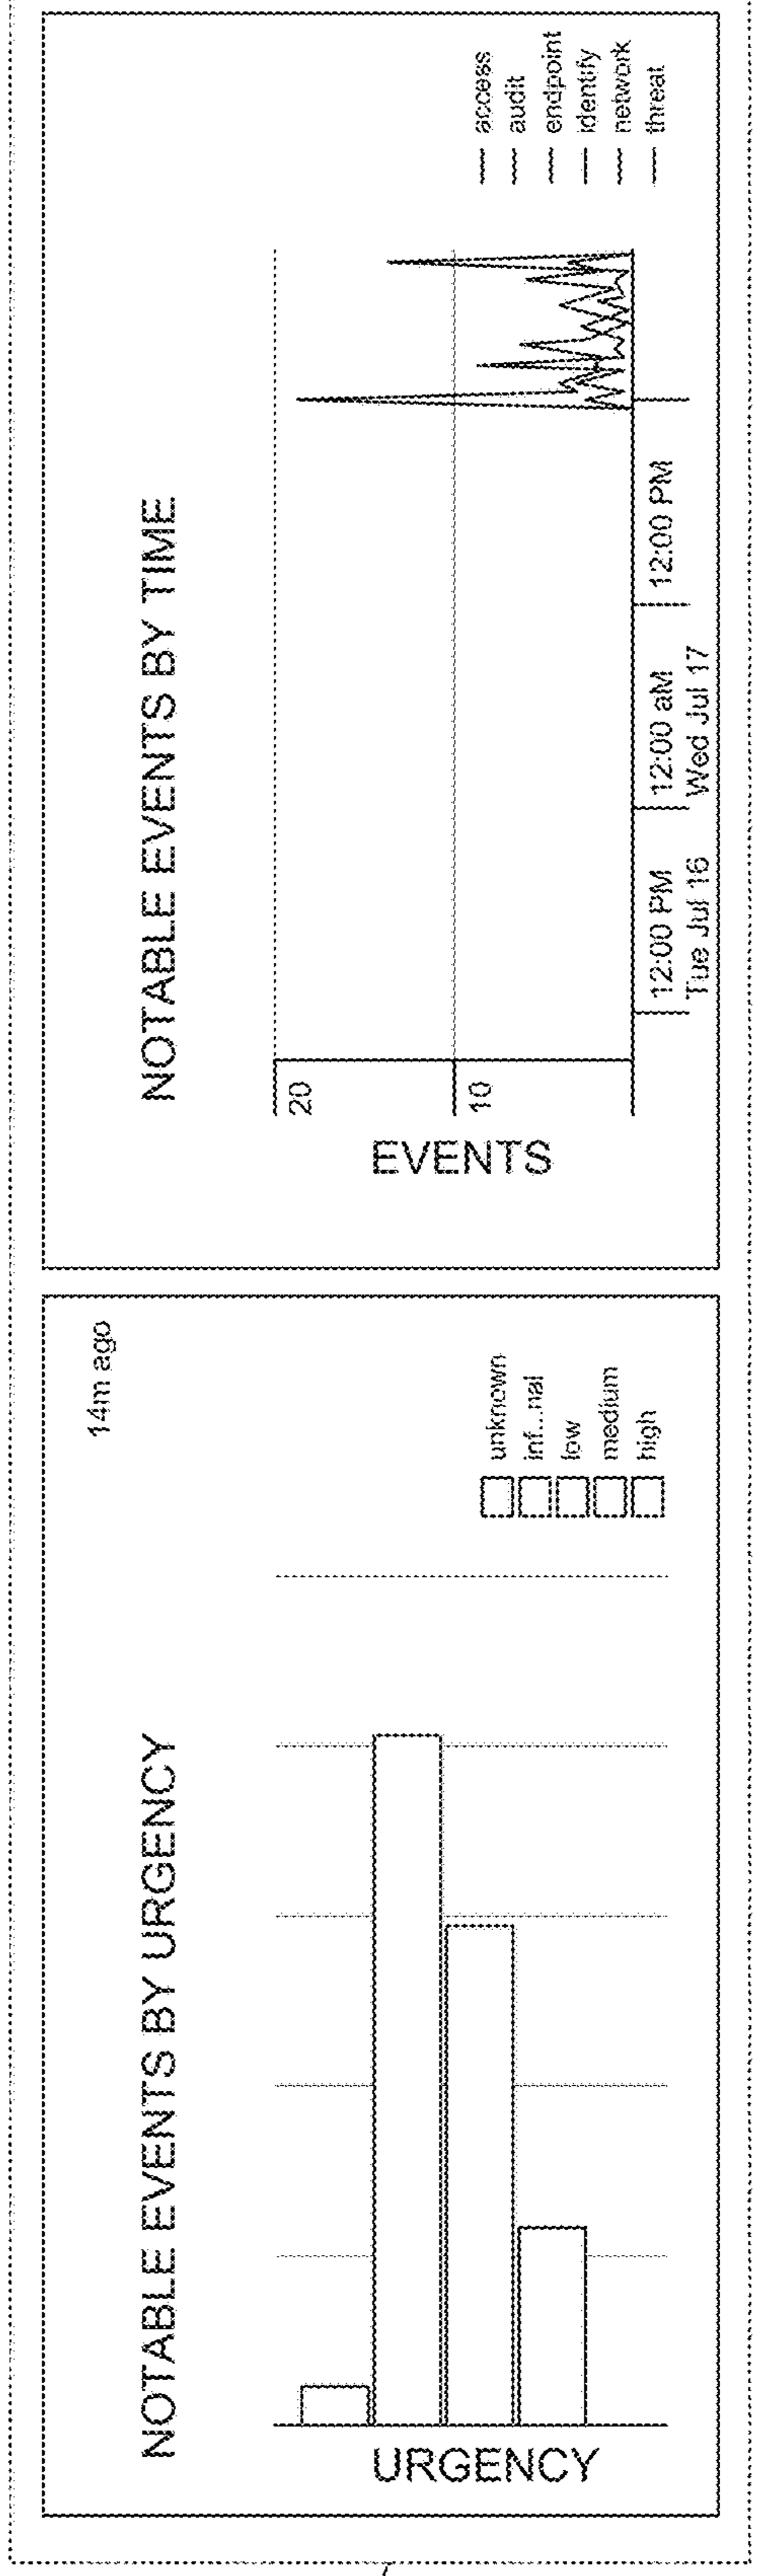 NOTABLE EVENTS BY URGENCY
14m ago
URGENCY
unknown
inf...nal
low
medium
high
NOTABLE EVENTS BY TIME
EVENTS
20
10
12:00 PM
Tue Jul 16
12:00 aM
Wed Jul 17
12:00 PM
access
audit
endpoint
identify
network
threat